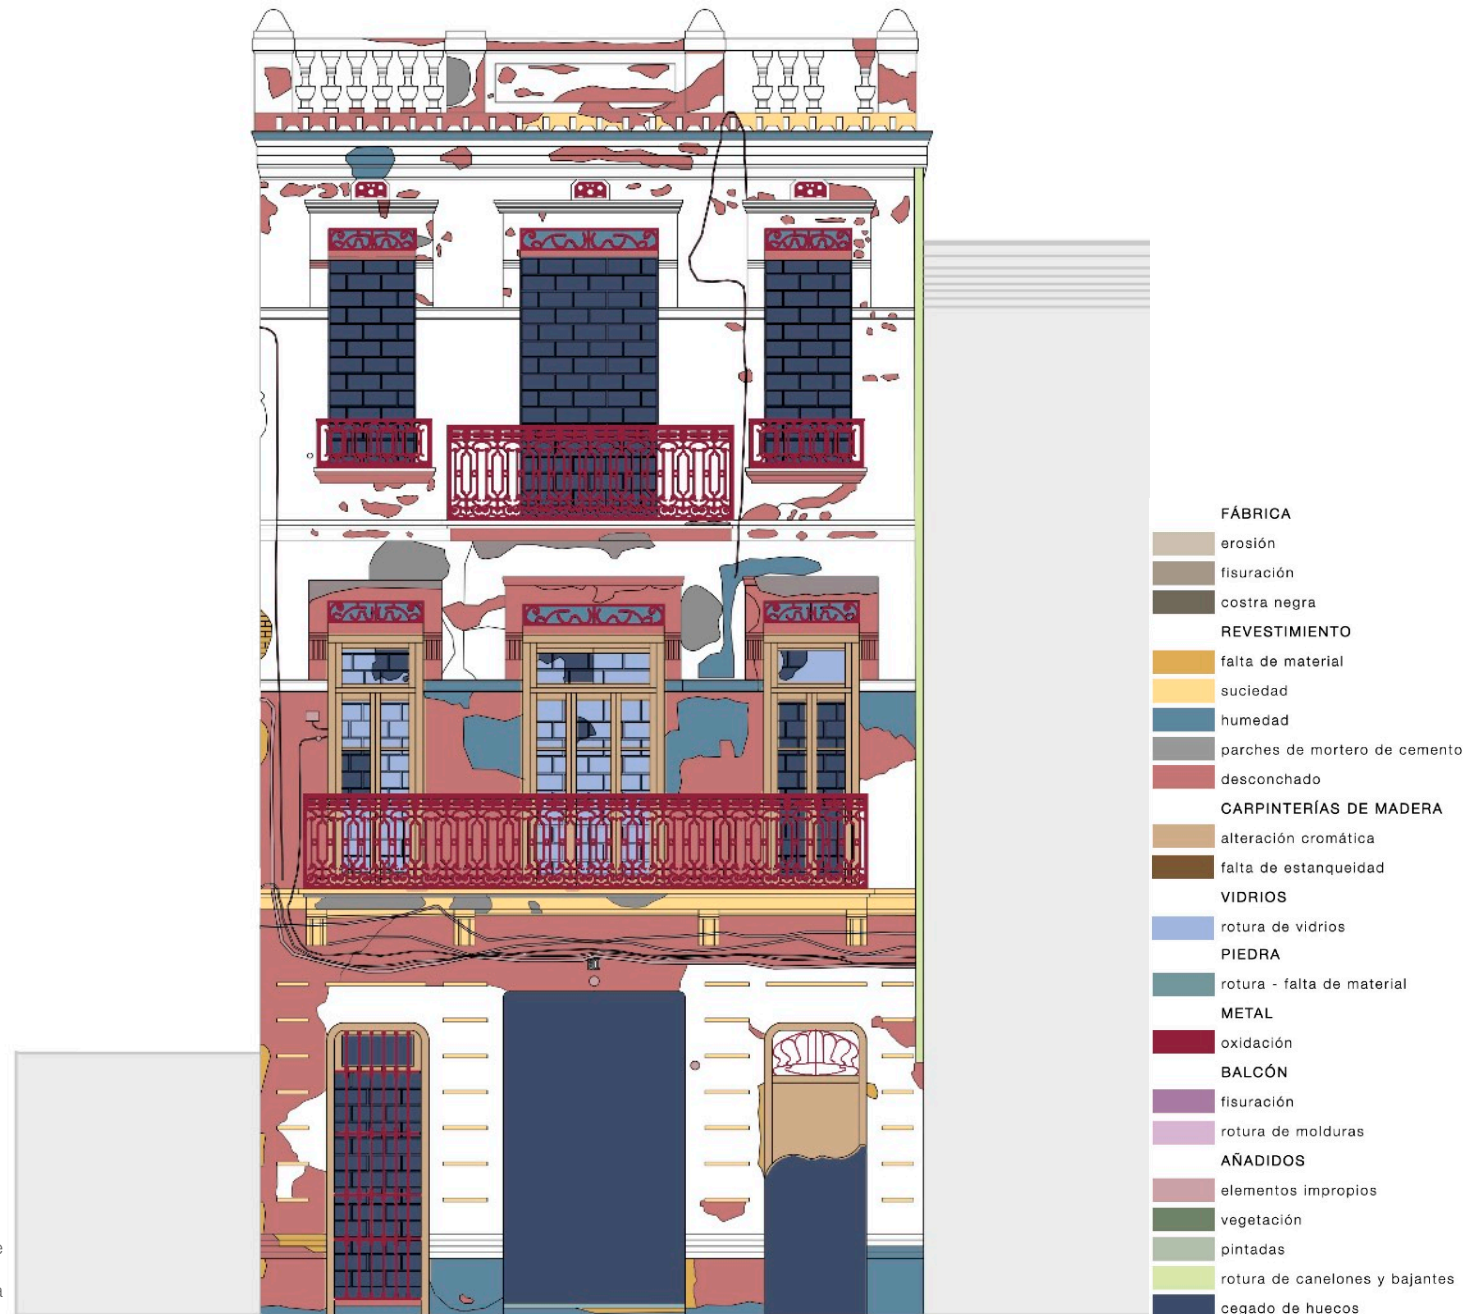 FÁBRICA
erosión
fisuración
costra negra
REVESTIMIENTO
falta de material
suciedad
humedad
parches de mortero de cemento
desconchado
CARPINTERÍAS DE MADERA
alteración cromática
falta de estanqueidad
VIDRIOS
rotura de vidrios
PIEDRA
rotura - falta de material
METAL
oxidación
BALCÓN
fisuración
rotura de molduras
AÑADIDOS
elementos impropios
vegetación
pintadas
rotura de canelones y bajantes
cegado de huecos
e
a